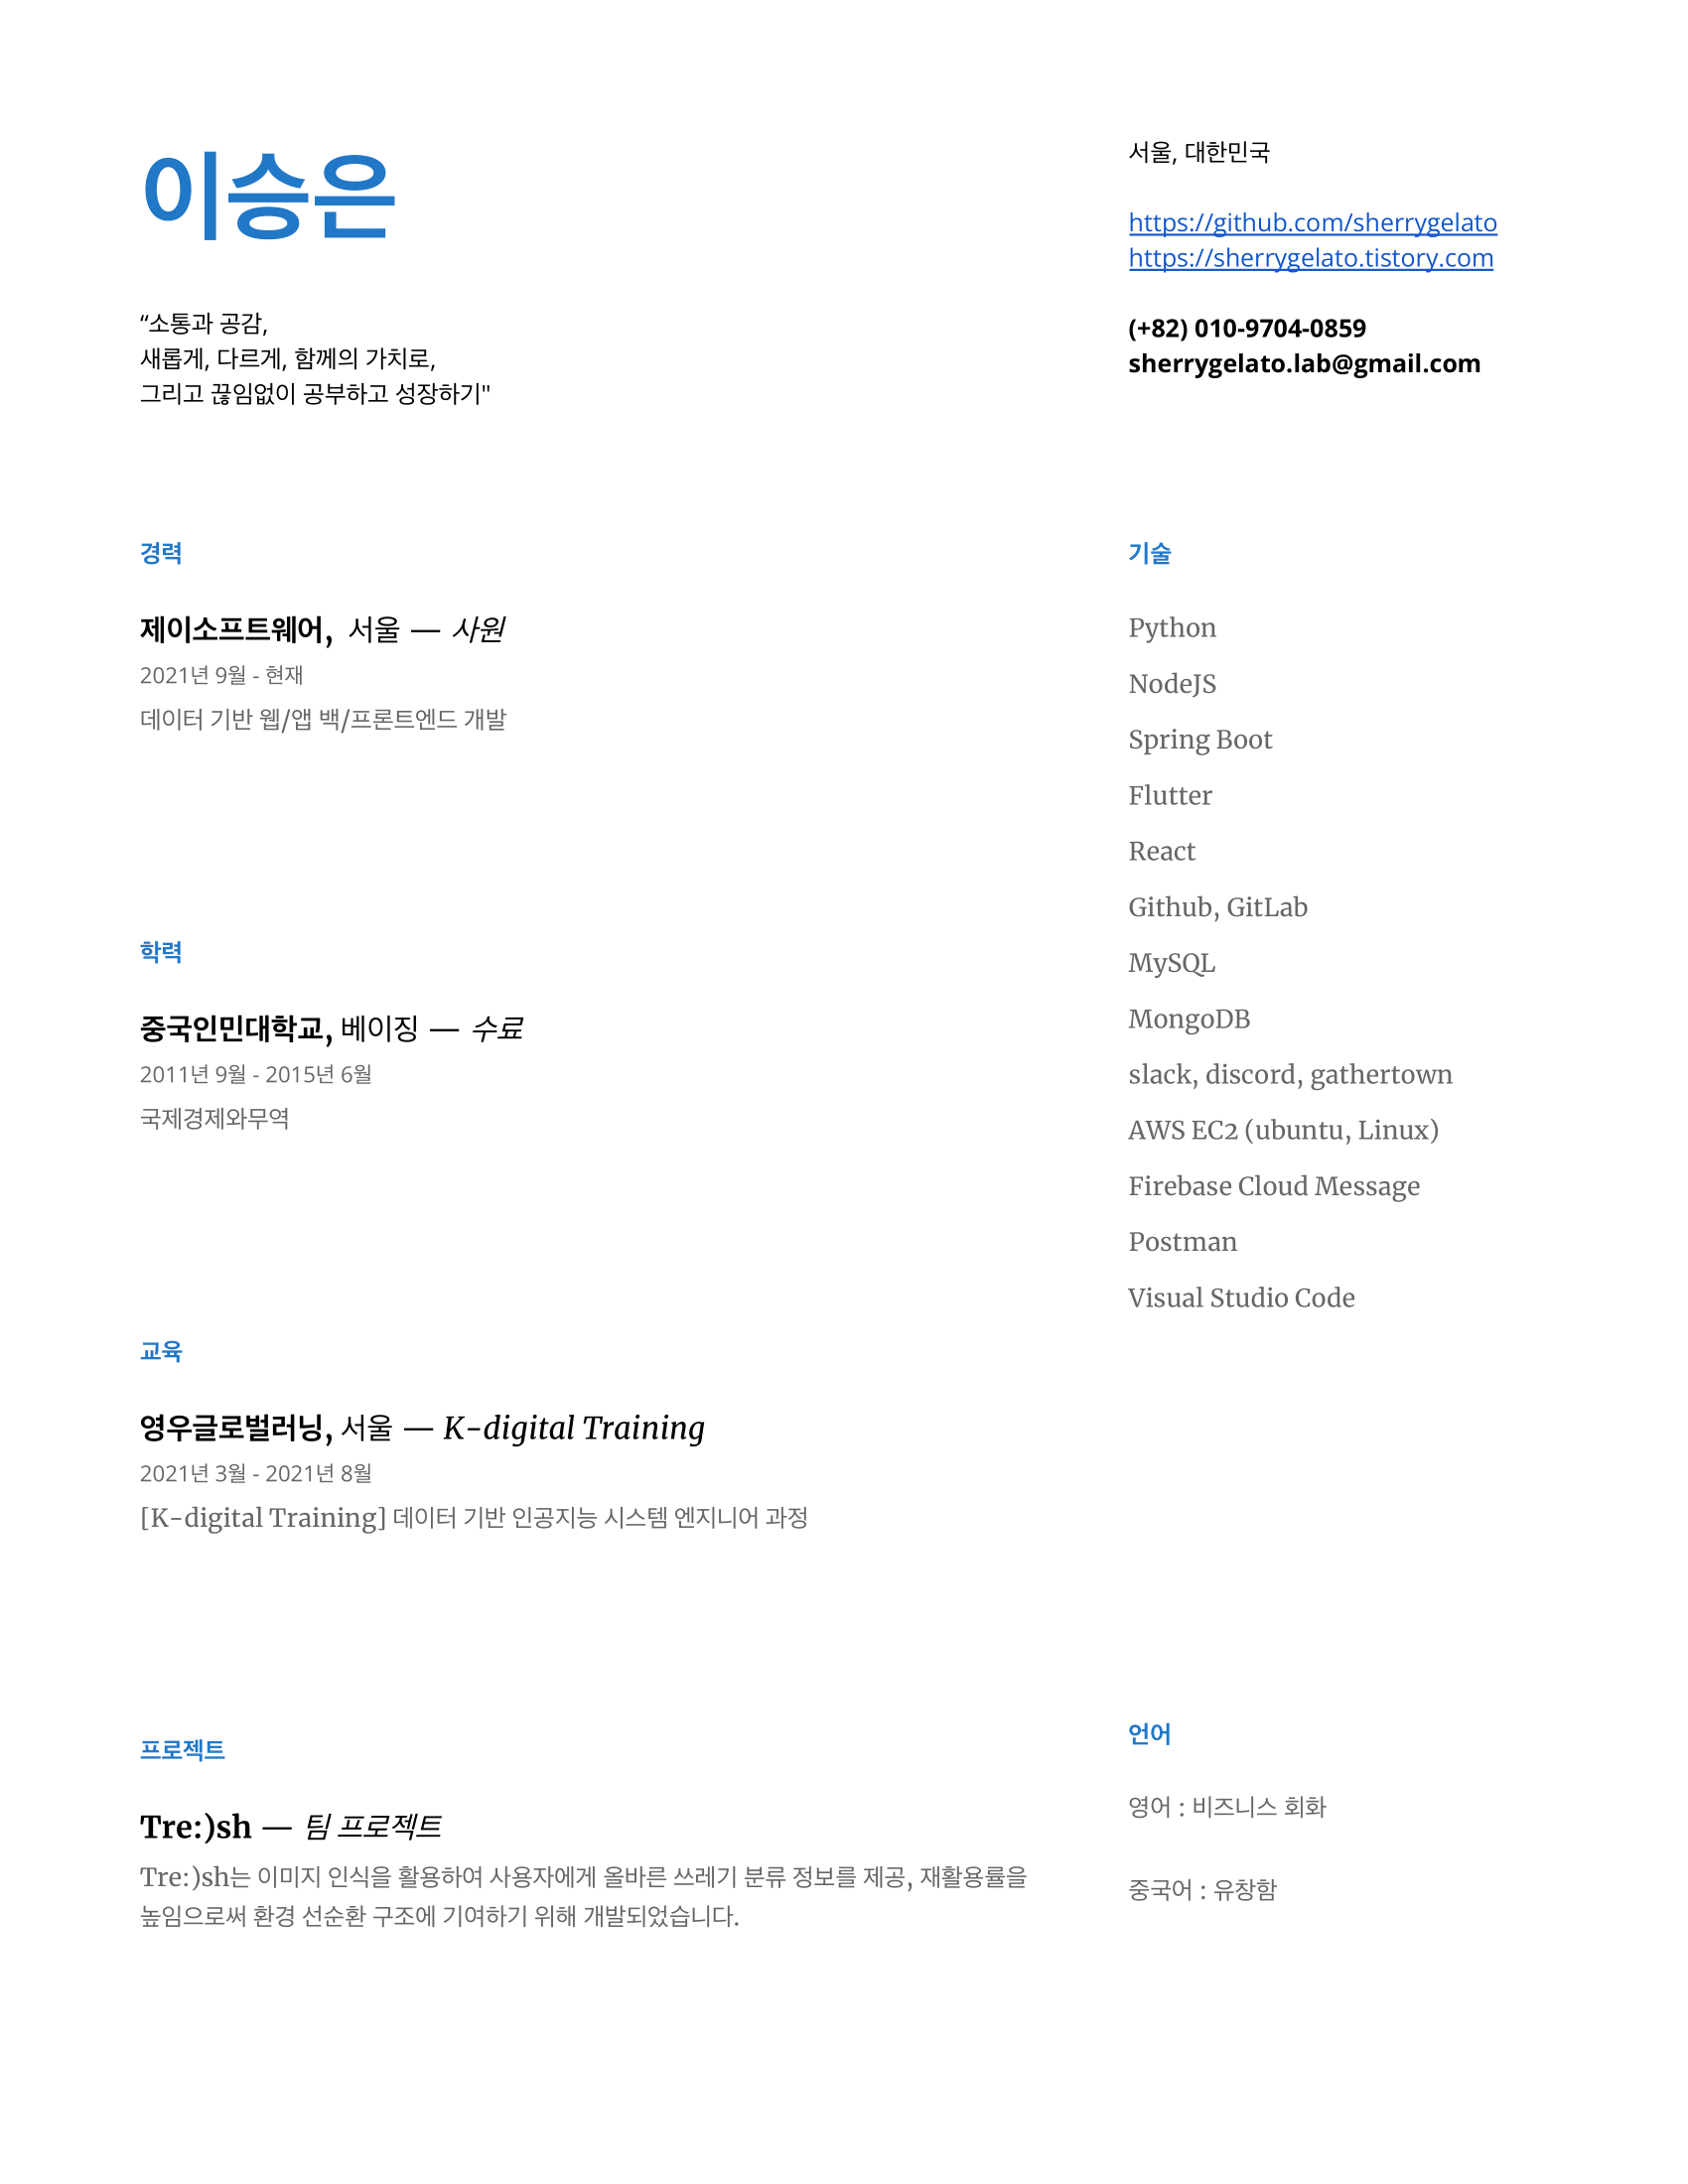 이승은
“소통과 공감,
새롭게, 다르게, 함께의 가치로,
그리고 끊임없이 공부하고 성장하기"
서울, 대한민국
https://github.com/sherrygelato
https://sherrygelato.tistory.com
(+82) 010-9704-0859
sherrygelato.lab@gmail.com
경력
제이소프트웨어, 서울 — 사원
2021년 9월 - 현재
데이터 기반 웹/앱 백/프론트엔드 개발
학력
중국인민대학교, 베이징 — 수료
2011년 9월 - 2015년 6월
국제경제와무역
교육
영우글로벌러닝, 서울 — K-digital Training
2021년 3월 - 2021년 8월
[K-digital Training] 데이터 기반 인공지능 시스템 엔지니어 과정
프로젝트
Tre:)sh — 팀 프로젝트
Tre:)sh는 이미지 인식을 활용하여 사용자에게 올바른 쓰레기 분류 정보를 제공, 재활용률을
높임으로써 환경 선순환 구조에 기여하기 위해 개발되었습니다.
기술
Python
NodeJS
Spring Boot
Flutter
React
Github, GitLab
MySQL
MongoDB
slack, discord, gathertown
AWS EC2 (ubuntu, Linux)
Firebase Cloud Message
Postman
Visual Studio Code
언어
영어 : 비즈니스 회화
중국어 : 유창함